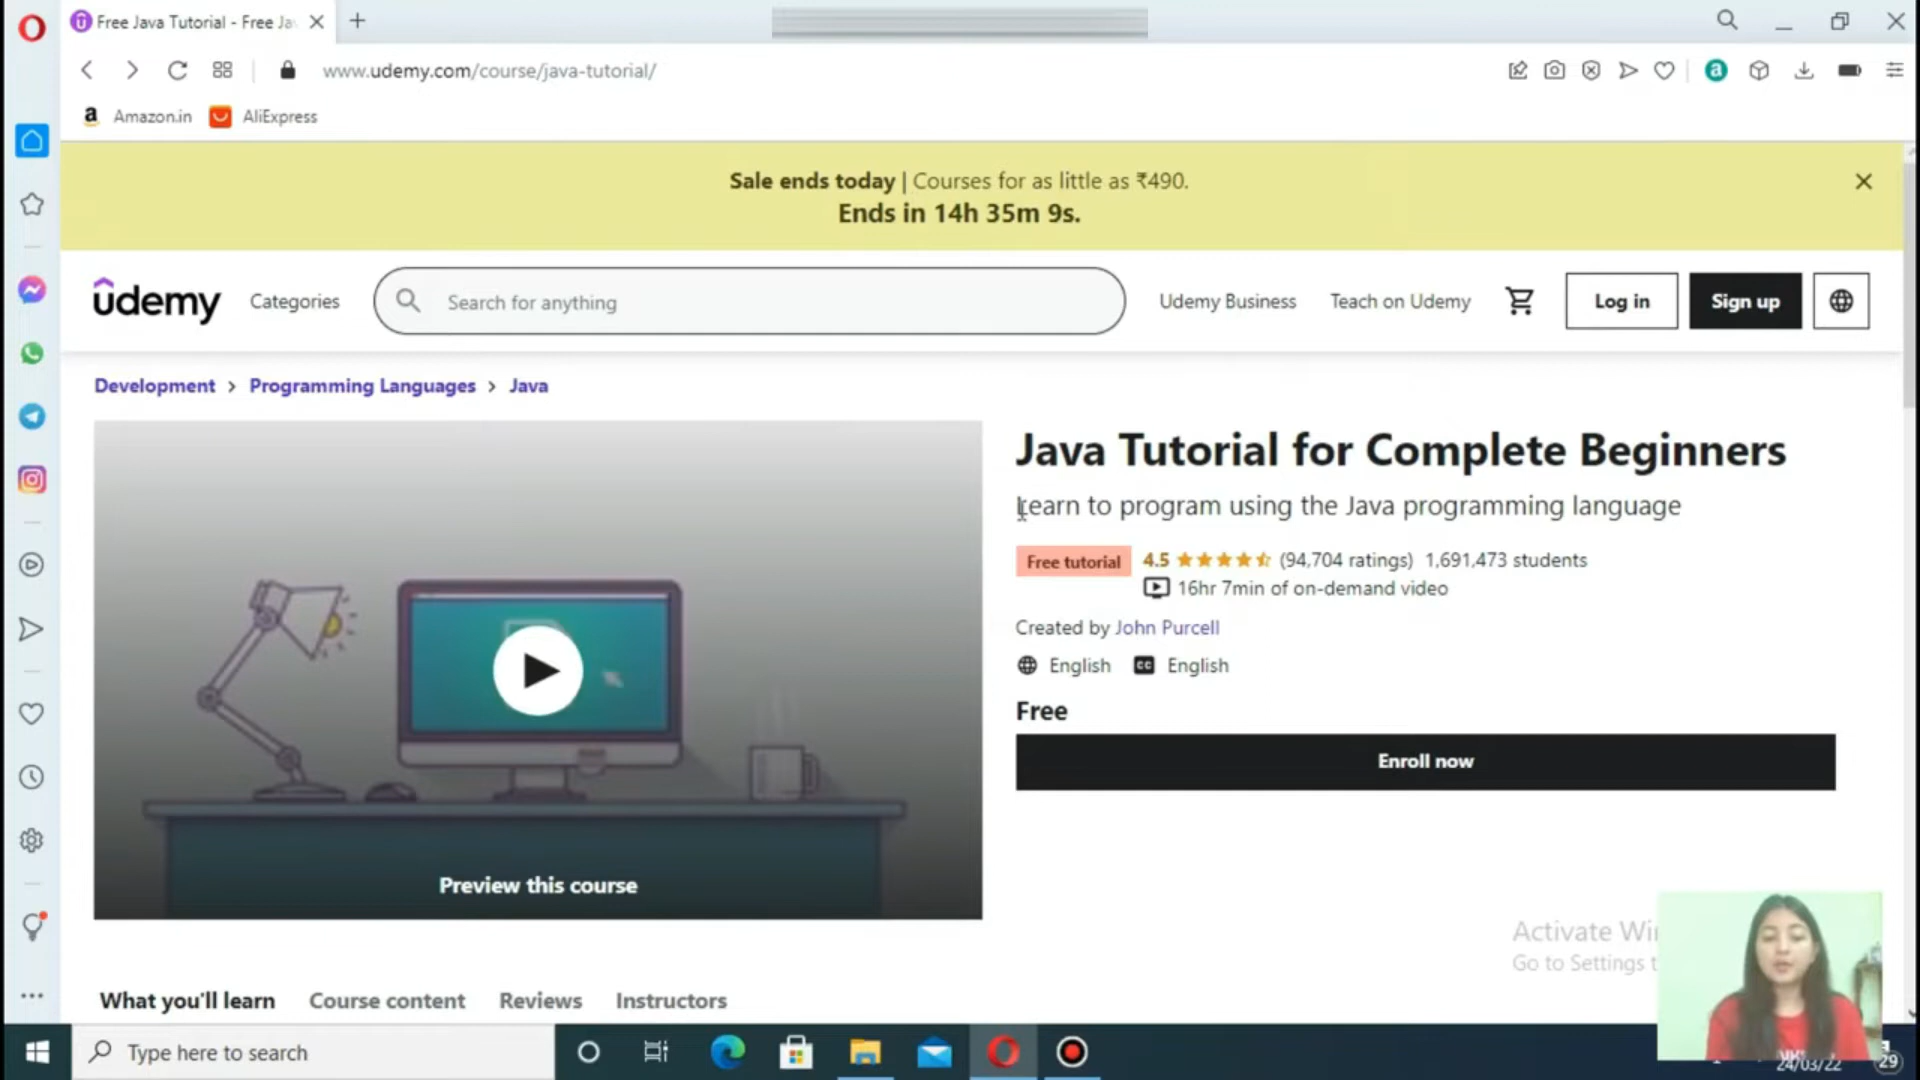 Free Java Tutorial - Free Ja
www.udemy.com/course/java-tutorial/
a Amazon.in AliExpress
Sale ends today | Courses for as little as ₹490.
Ends in 14h 35m 9s.
udemy Categories Search for anything Udemy Business Teach on Udemy Log in Sign up
Development > Programming Languages > Java
Java Tutorial for Complete Beginners
Learn to program using the Java programming language
Free tutorial 4.5 (94,704 ratings) 1,691,473 students
16hr 7min of on-demand video
Created by John Purcell
English CC English
Free
Enroll now
Preview this course
Activate Wi
Go to Settings t
What you'll learn Course content Reviews Instructors
Type here to search
24/03/22 29